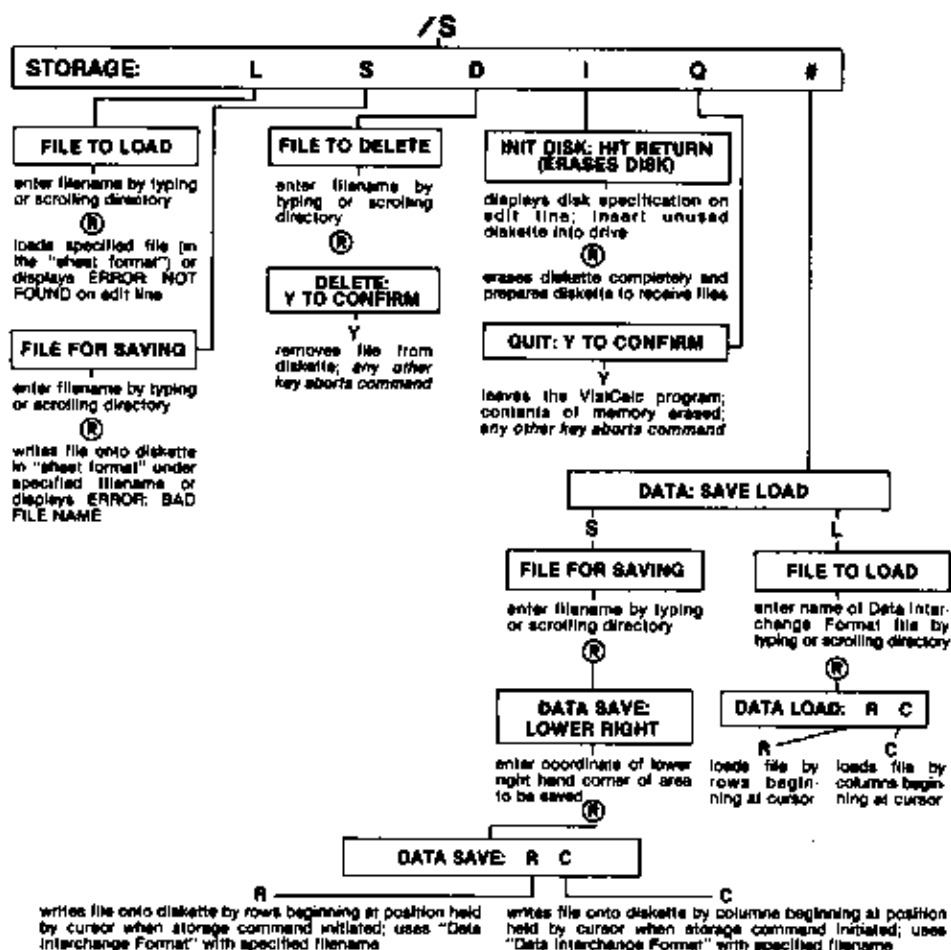 /S
STORAGE: L S D I Q #
FILE TO LOAD
enter filename by typing
or scrolling directory
R
loads specified file (in
the "sheet format") or
displays ERROR: NOT
FOUND on edit line
FILE FOR SAVING
enter filename by typing
or scrolling directory
R
writes file onto diskette
in "sheet format" under
specified filename or
displays ERROR: BAD
FILE NAME
FILE TO DELETE
enter filename by
typing or scrolling
directory
R
DELETE:
Y TO CONFIRM
Y
removes file from
diskette; any other
key aborts command
INIT DISK: HIT RETURN
(ERASES DISK)
displays disk specification on
edit line; insert unused
diskette into drive
R
erases diskette completely and
prepares diskette to receive files
QUIT: Y TO CONFIRM
Y
leaves the VisiCalc program;
contents of memory erased;
any other key aborts command
DATA: SAVE LOAD
S
FILE FOR SAVING
enter filename by typing
or scrolling directory
R
DATA SAVE:
LOWER RIGHT
enter coordinate of lower
right hand corner of area
to be saved
R
DATA SAVE: R C
R
writes file onto diskette by rows beginning at position held
by cursor when storage command initiated; uses "Data
Interchange Format" with specified filename
C
writes file onto diskette by columns beginning at position
held by cursor when storage command initiated; uses
"Data Interchange Format" with specified filename
L
FILE TO LOAD
enter name of Data Inter-
change Format file by
typing or scrolling directory
R
DATA LOAD: R C
R
loads file by
rows begin-
ning at cursor
C
loads file by
columns begin-
ning at cursor